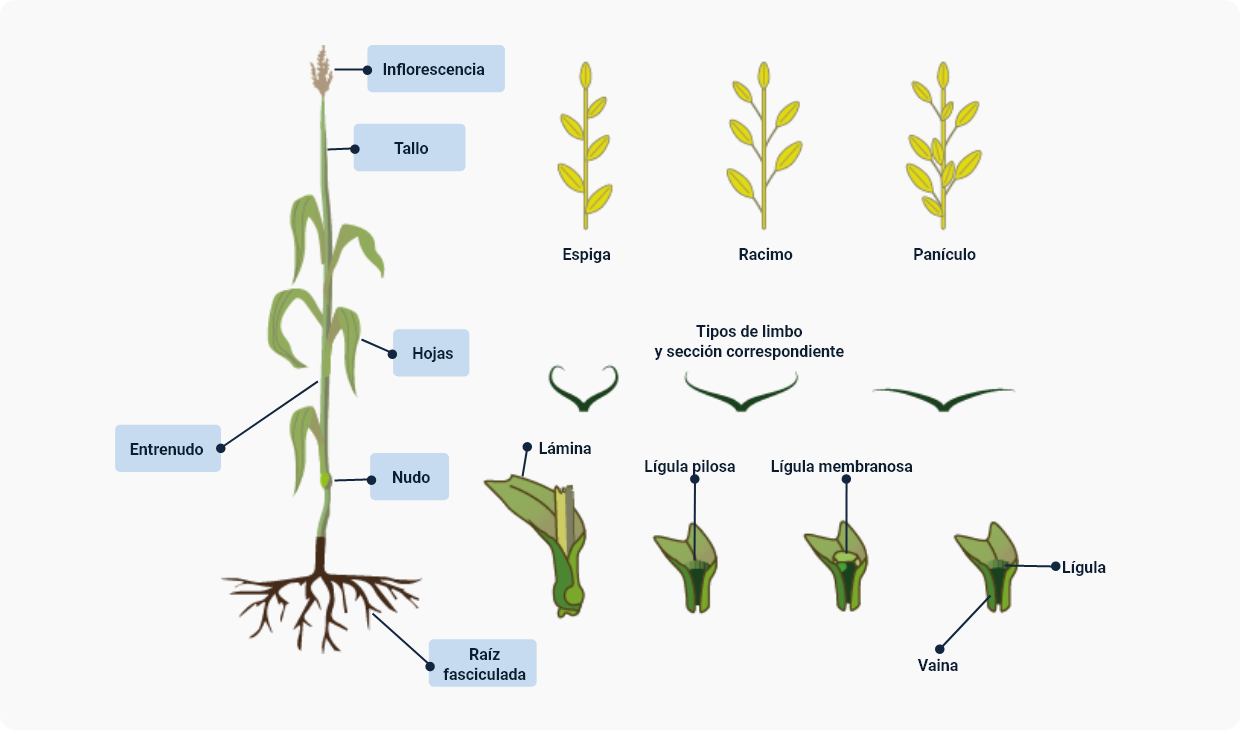 Inflorescencia
Tallo
Espiga
Racimo
Panículo
Tipos de limbo
y sección correspondiente
Hojas
Entrenudo
Lámina
Nudo
Lígula pilosa
Lígula membranosa
Lígula
Vaina
Raíz
fasciculada